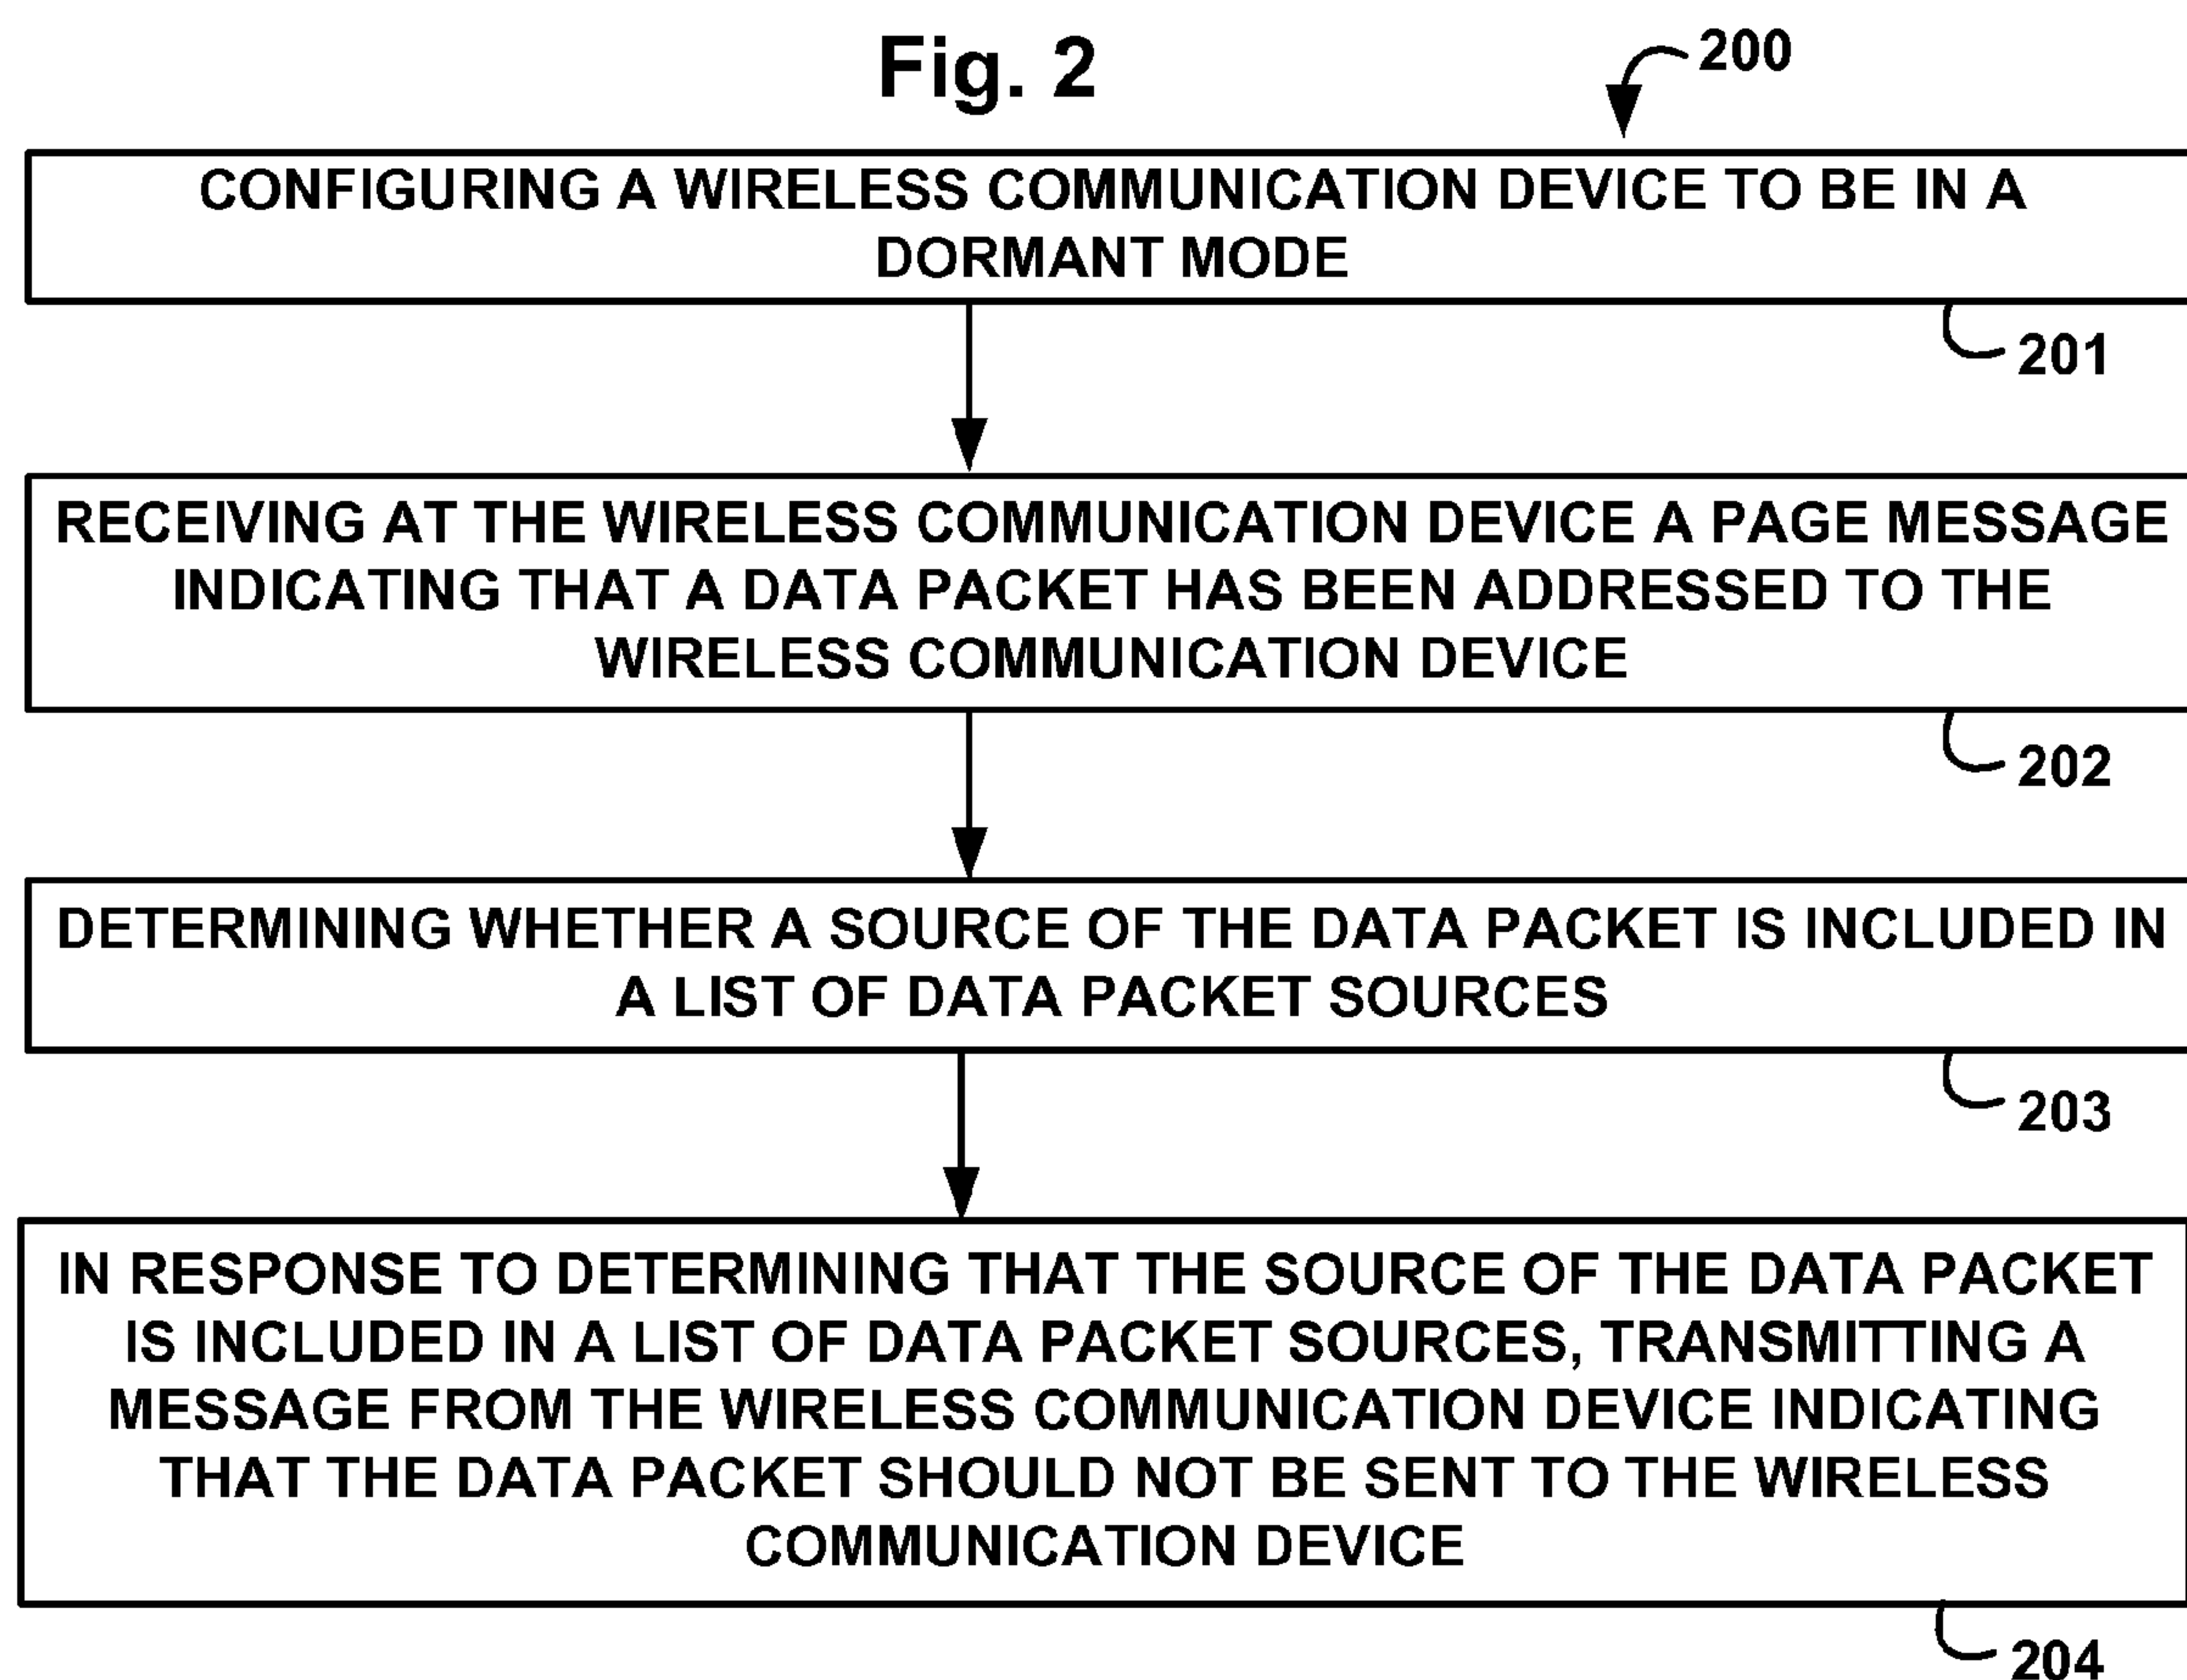 Fig. 2
200
CONFIGURING A WIRELESS COMMUNICATION DEVICE TO BE IN A
DORMANT MODE
201
RECEIVING AT THE WIRELESS COMMUNICATION DEVICE A PAGE MESSAGE
INDICATING THAT A DATA PACKET HAS BEEN ADDRESSED TO THE
WIRELESS COMMUNICATION DEVICE
202
DETERMINING WHETHER A SOURCE OF THE DATA PACKET IS INCLUDED IN
A LIST OF DATA PACKET SOURCES
203
IN RESPONSE TO DETERMINING THAT THE SOURCE OF THE DATA PACKET
IS INCLUDED IN A LIST OF DATA PACKET SOURCES, TRANSMITTING A
MESSAGE FROM THE WIRELESS COMMUNICATION DEVICE INDICATING
THAT THE DATA PACKET SHOULD NOT BE SENT TO THE WIRELESS
COMMUNICATION DEVICE
204